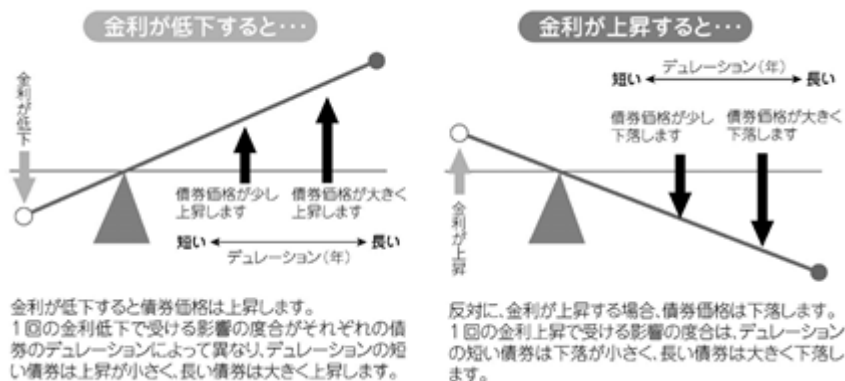 金利が低下すると･･･
金利が低下
債券価格が少し
上昇します
債券価格が大きく
上昇します
短い
長い
デュレーション(年)
金利が低下すると債券価格は上昇します。
1回の金利低下で受ける影響の度合がそれぞれの債
券のデュレーションによって異なり、デュレーションの短
い債券は上昇が小さく、長い債券は大きく上昇します。
金利が上昇すると･･･
デュレーション(年)
短い
長い
債券価格が少し
下落します
債券価格が大きく
下落します
金利が上昇
反対に、金利が上昇する場合、債券価格は下落します。
1回の金利上昇で受ける影響の度合は、デュレーション
の短い債券は下落が小さく、長い債券は大きく下落し
ます。